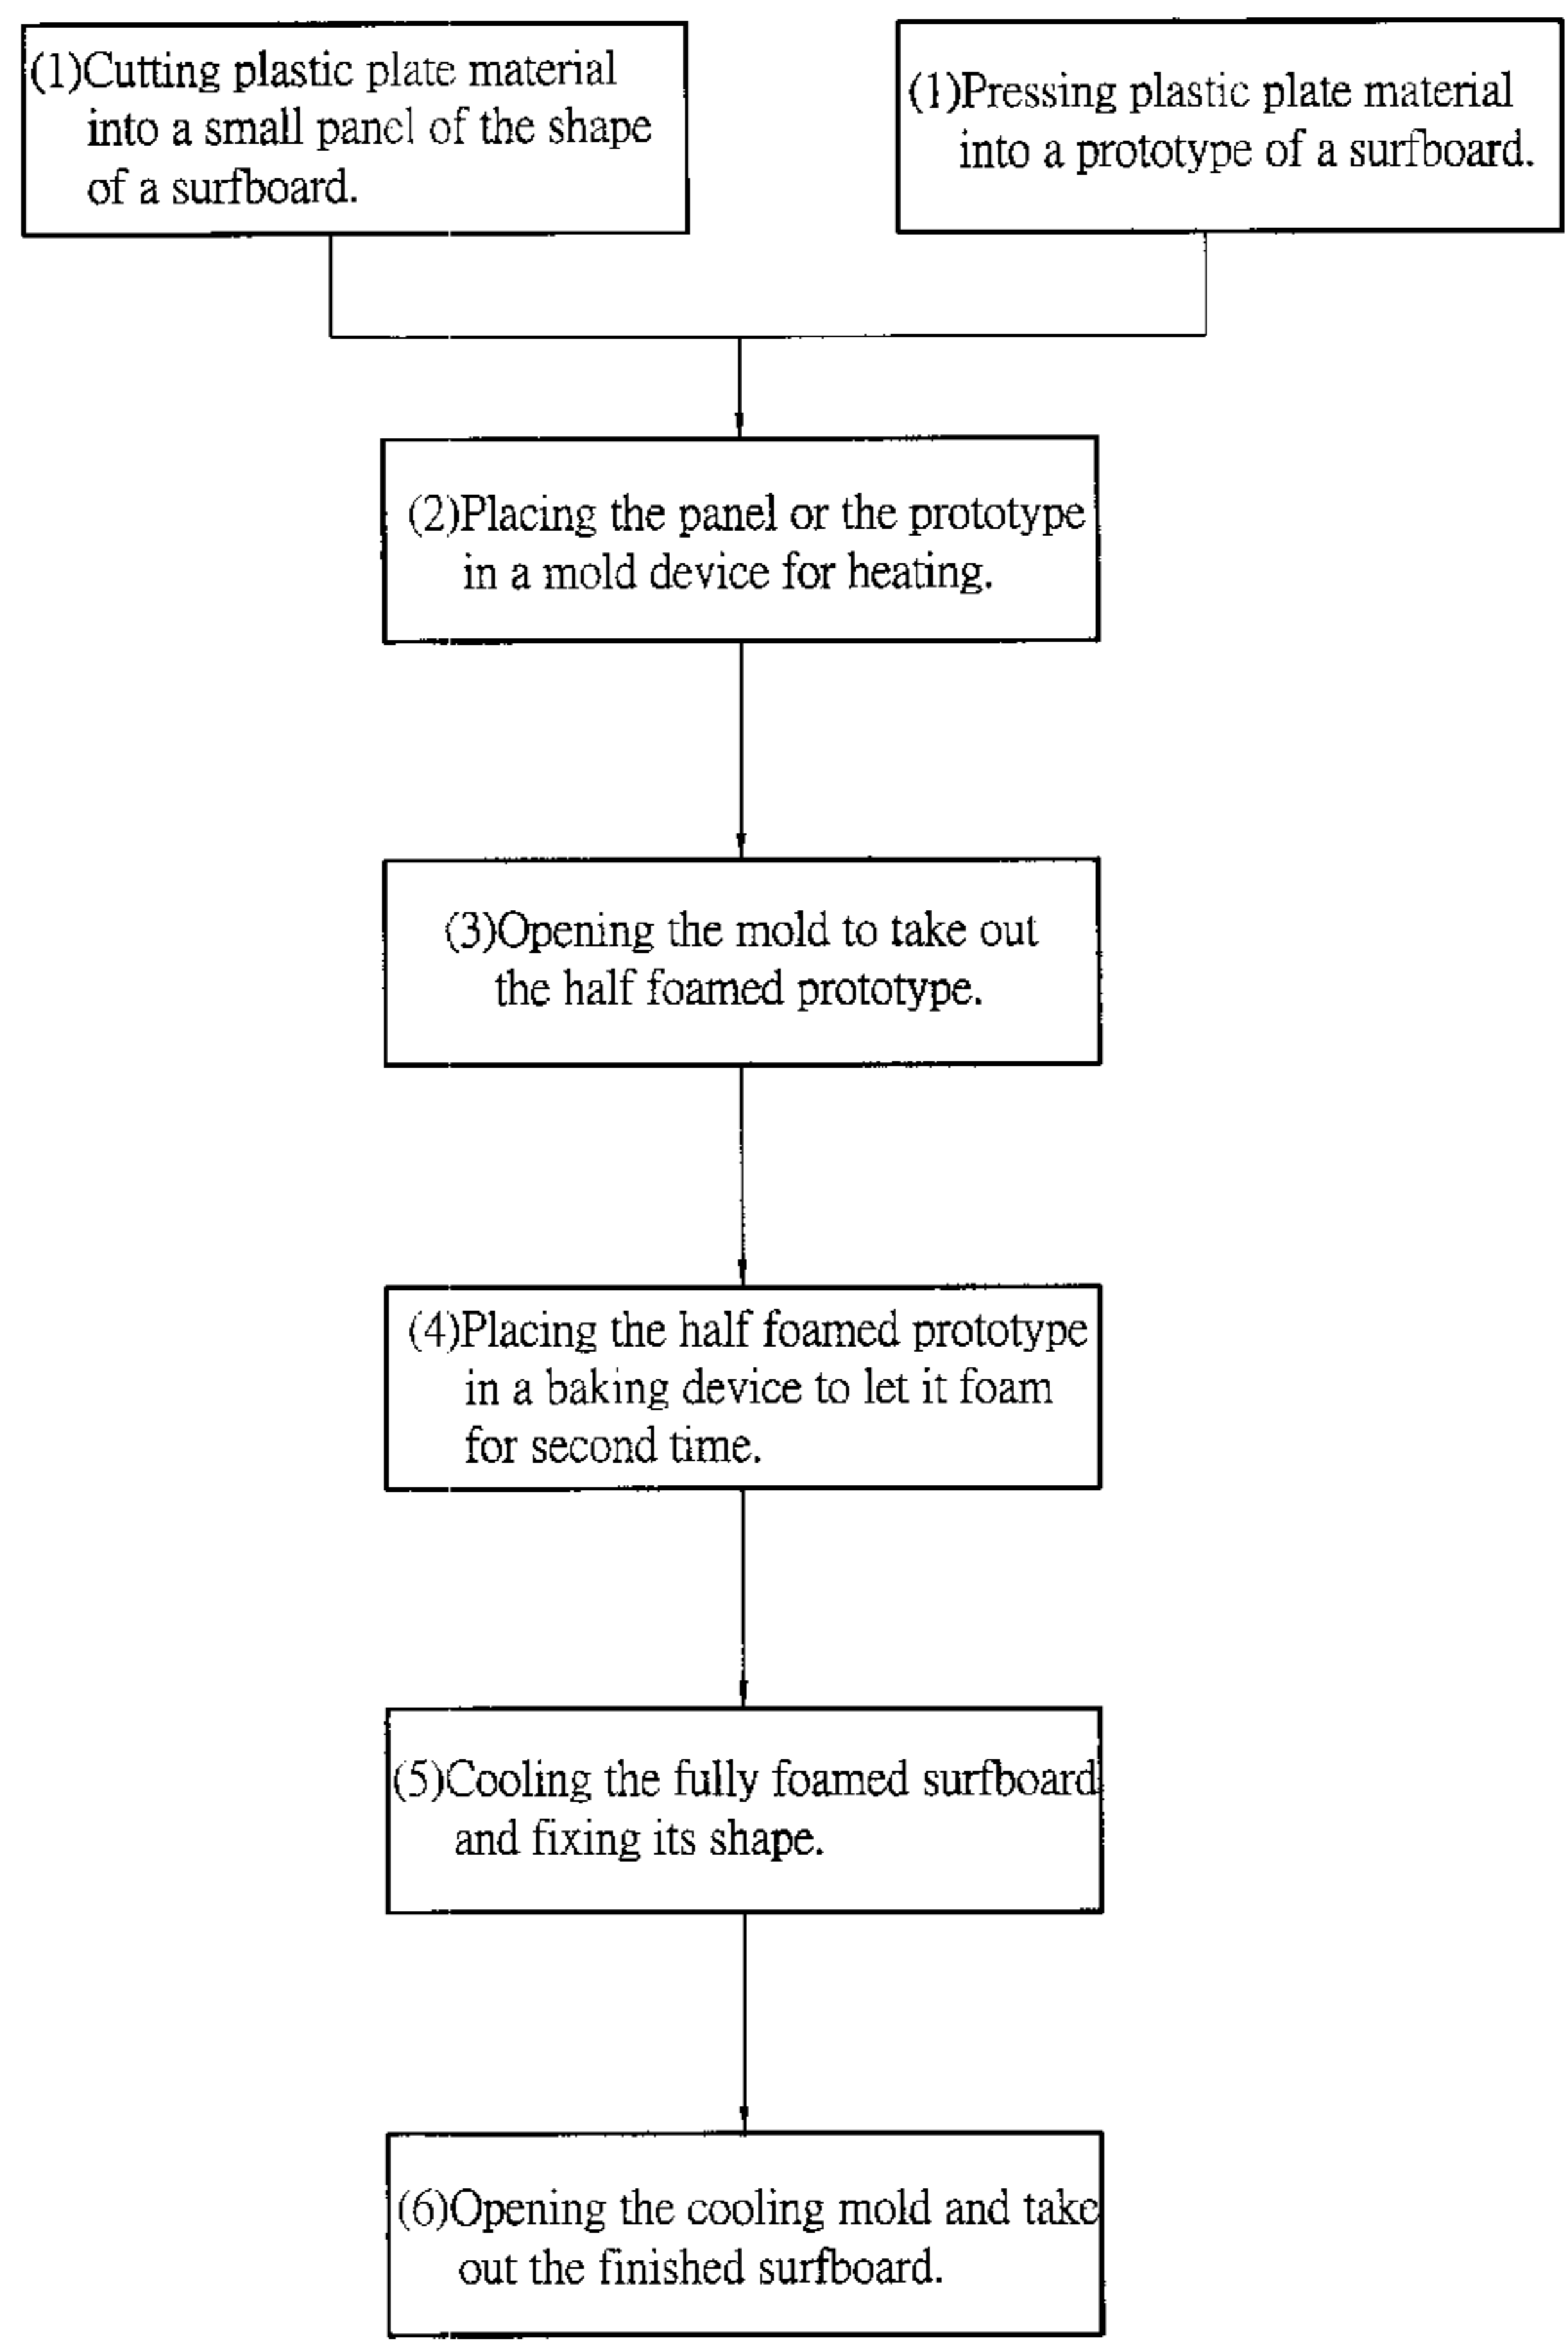 (1)Cutting plastic plate material
into a small panel of the shape
of a surfboard.
(1)Pressing plastic plate material
into a prototype of a surfboard.
(2)Placing the panel or the prototype
in a mold device for heating.
(3)Opening the mold to take out
the half foamed prototype.
(4)Placing the half foamed prototype
in a baking device to let it foam
for second time.
(5)Cooling the fully foamed surfboard
and fixing its shape.
(6)Opening the cooling mold and take
out the finished surfboard.